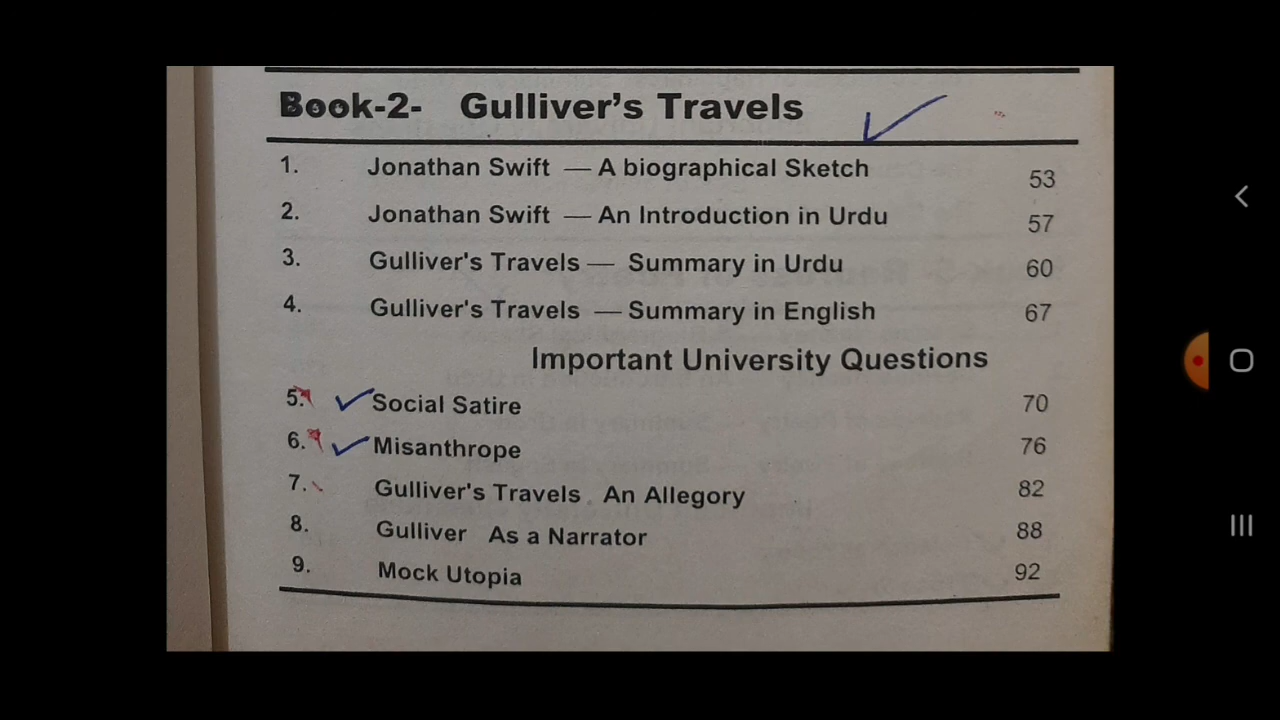 Book-2- Gulliver's Travels
1. Jonathan Swift — A biographical Sketch 53
2. Jonathan Swift — An Introduction in Urdu 57
3. Gulliver's Travels — Summary in Urdu 60
4. Gulliver's Travels — Summary in English 67
Important University Questions
5. Social Satire 70
6. Misanthrope 76
7. Gulliver's Travels An Allegory 82
8. Gulliver As a Narrator 88
9. Mock Utopia 92